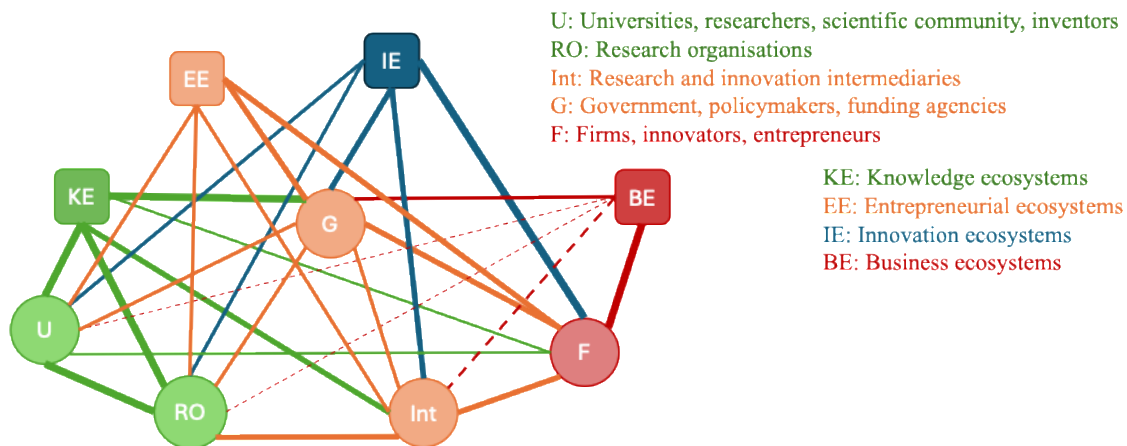 U: Universities, researchers, scientific community, inventors
RO: Research organisations
Int: Research and innovation intermediaries
G: Government, policymakers, funding agencies
F: Firms, innovators, entrepreneurs
KE: Knowledge ecosystems
EE: Entrepreneurial ecosystems
IE: Innovation ecosystems
BE: Business ecosystems
IE
EE
KE
BE
G
U
F
RO
Int